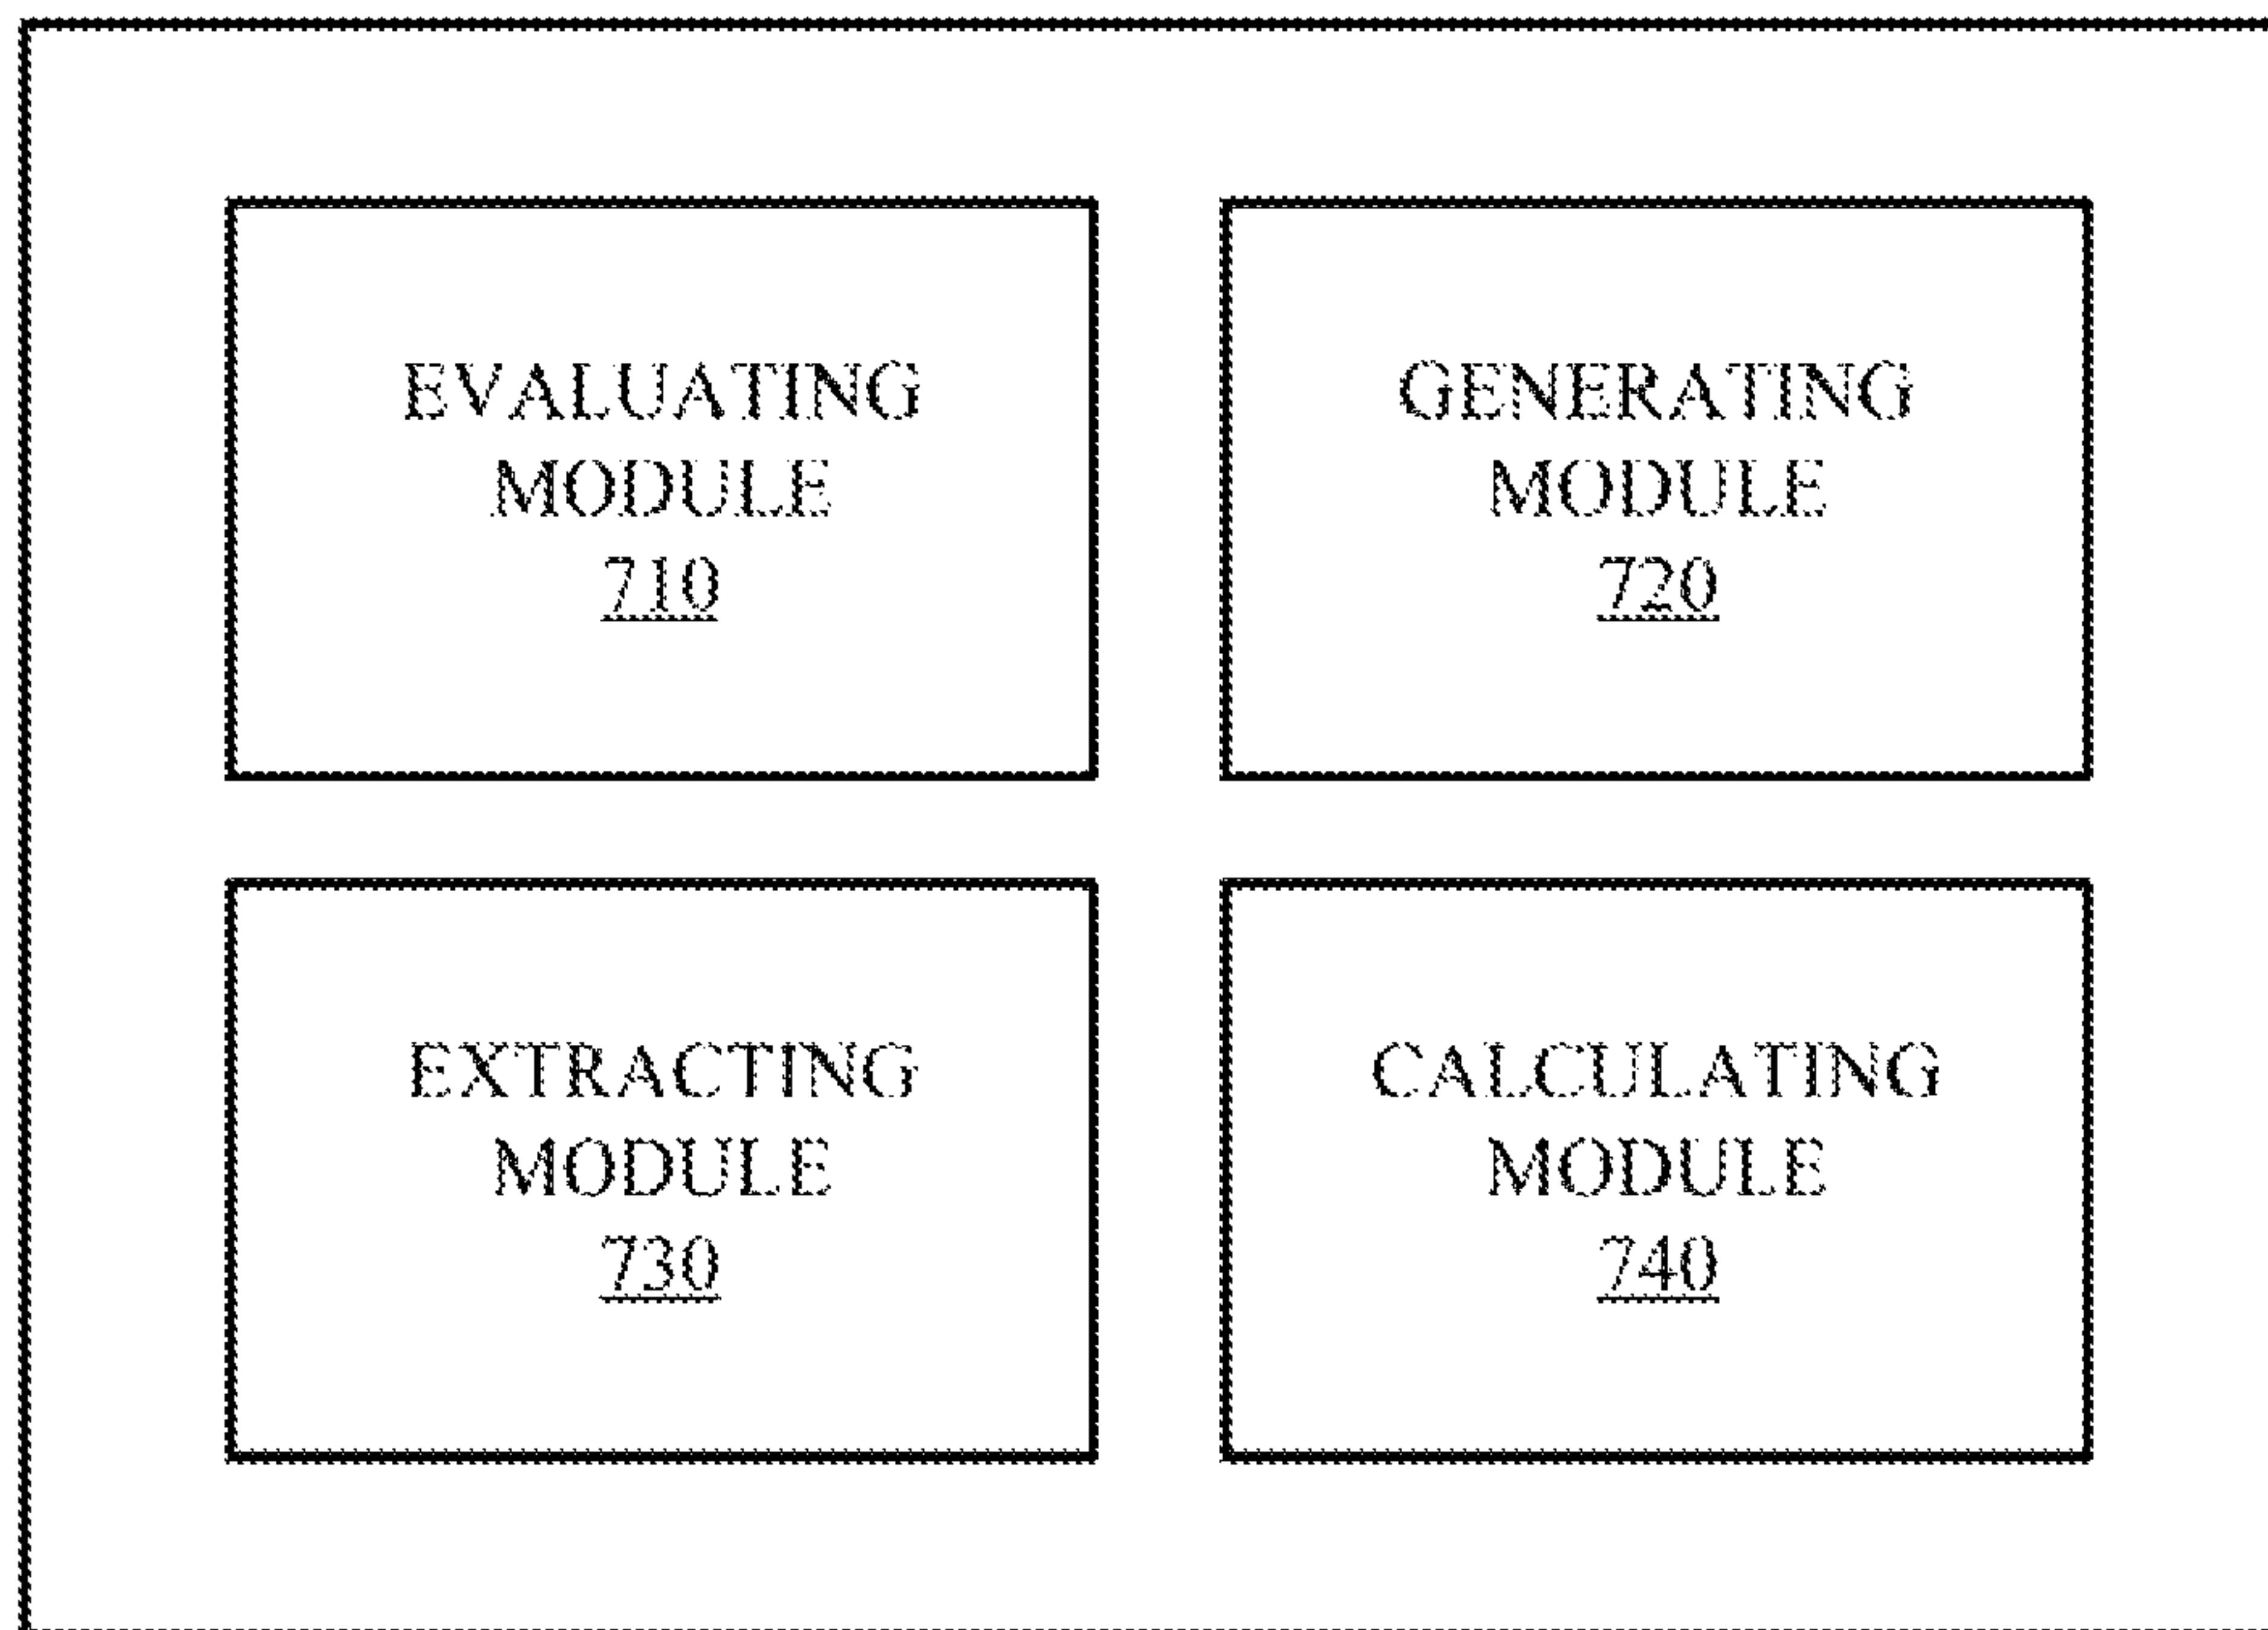 EVALUATING
MODULE
710
GENERATING
MODULE
720
EXTRACTING
MODULE
730
CALCULATING
MODULE
740